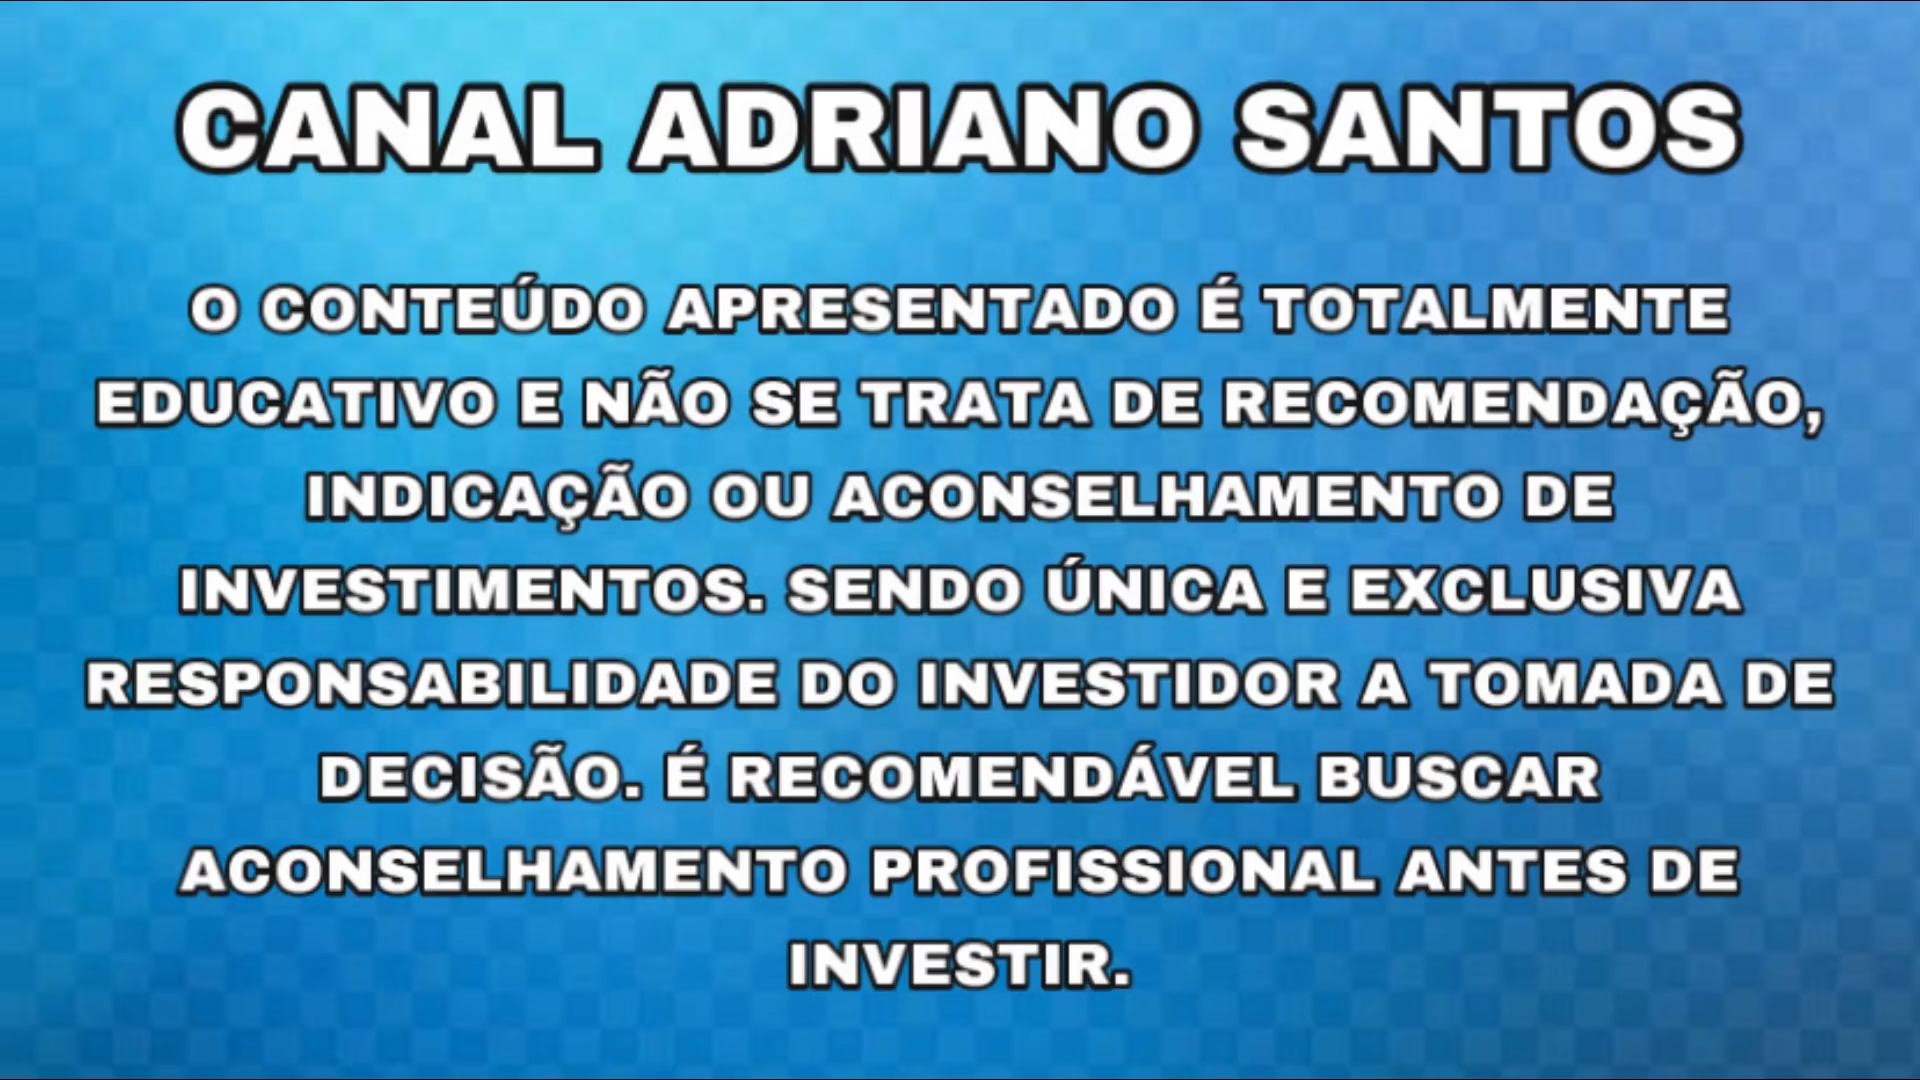 CANAL ADRIANO SANTOS
O CONTEÚDO APRESENTADO É TOTALMENTE
EDUCATIVO E NÃO SE TRATA DE RECOMENDAÇÃO,
INDICAÇÃO OU ACONSELHAMENTO DE
INVESTIMENTOS. SENDO ÚNICA E EXCLUSIVA
RESPONSABILIDADE DO INVESTIDOR A TOMADA DE
DECISÃO. É RECOMENDÁVEL BUSCAR
ACONSELHAMENTO PROFISSIONAL ANTES DE
INVESTIR.